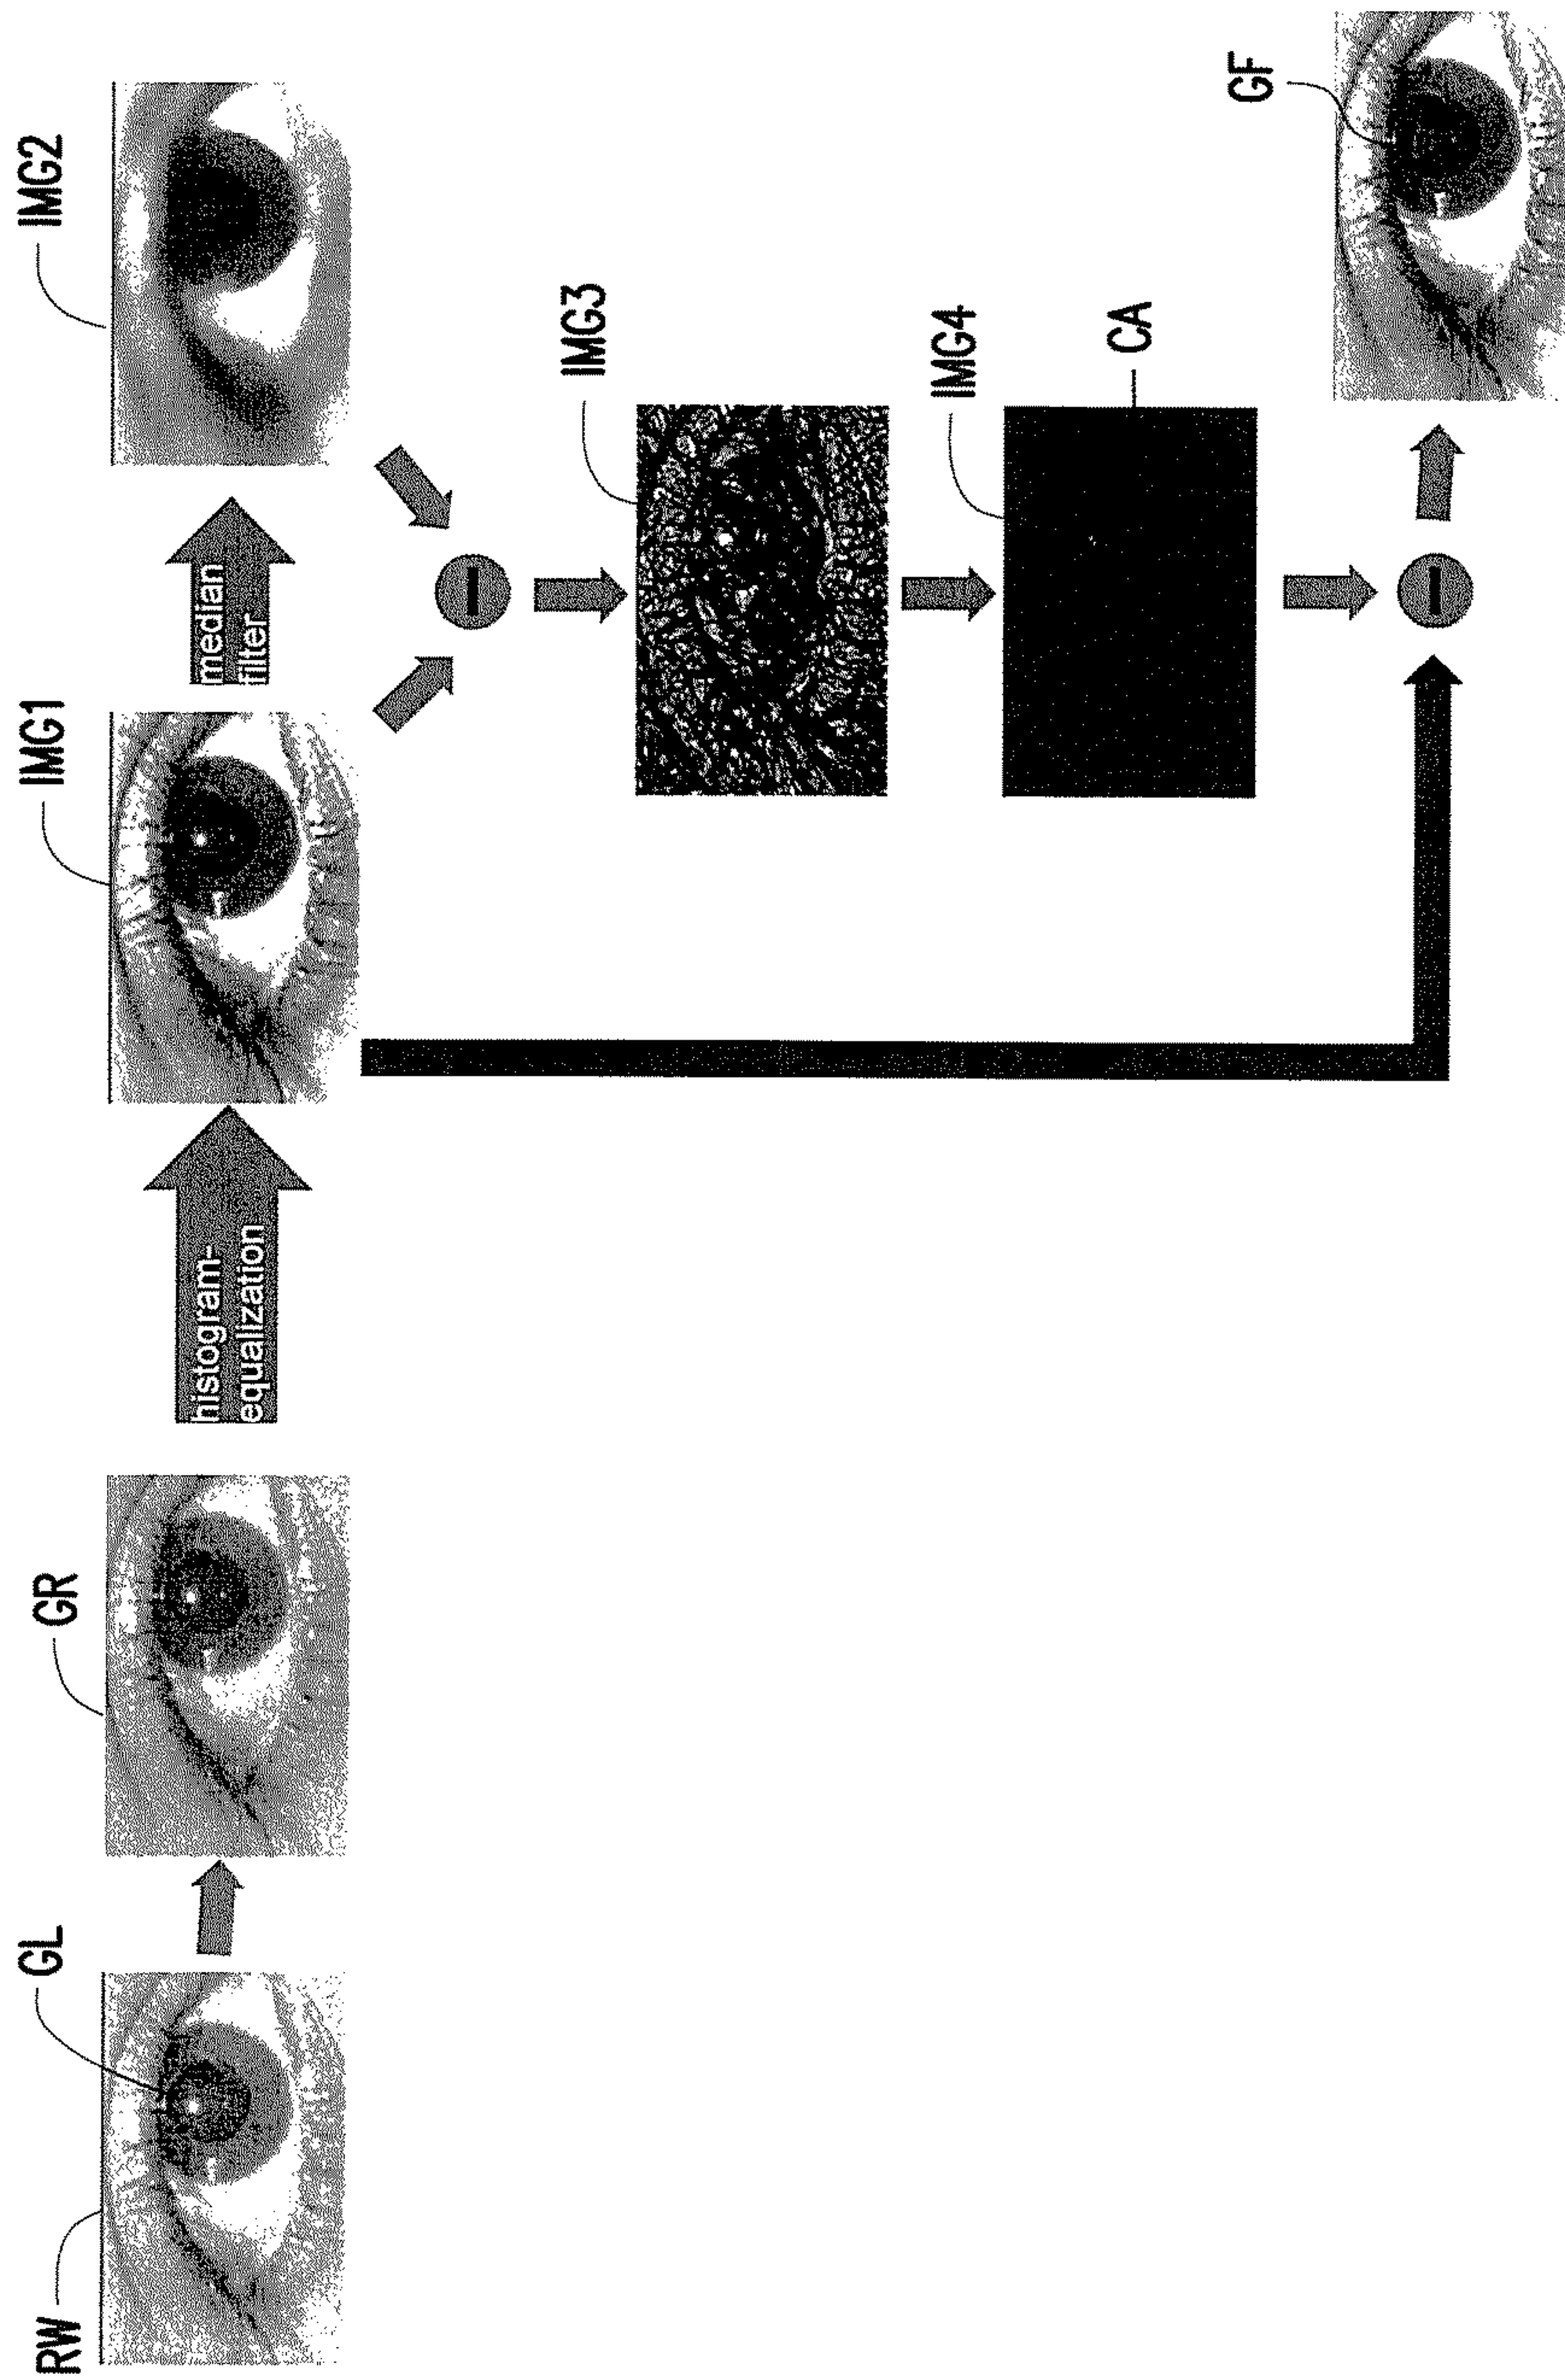 RW
GL
GR
histogram-
equalization
IMG1
median
filter
IMG2
IMG3
IMG4
CA
GF